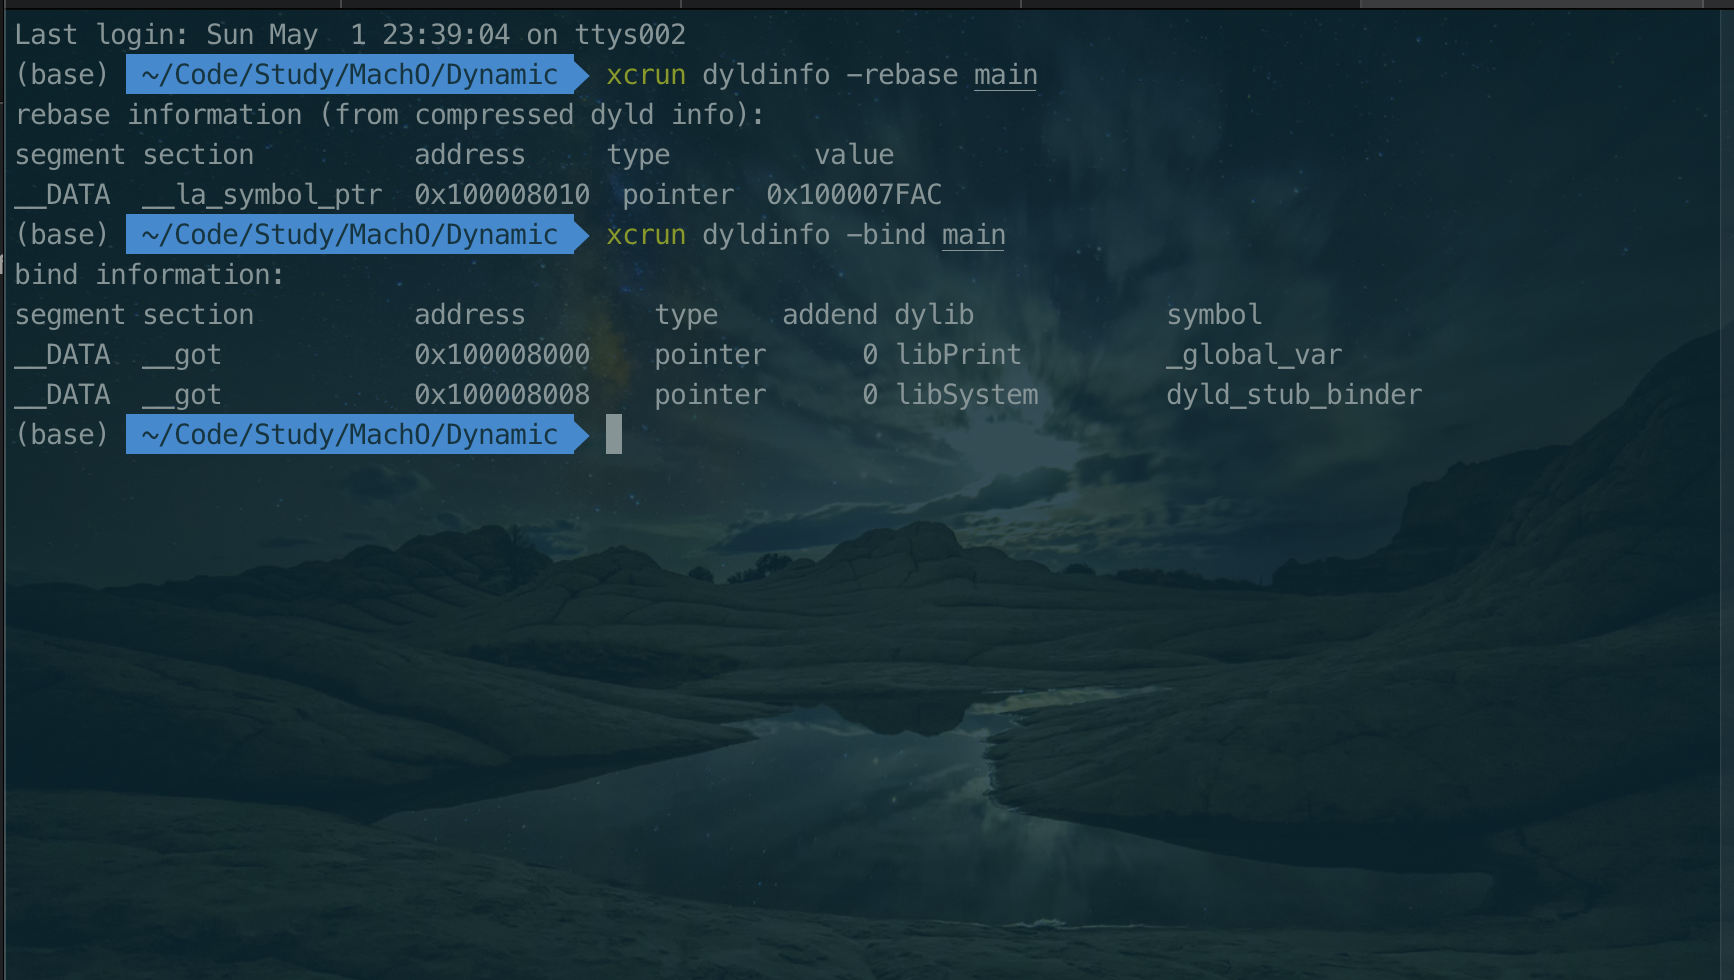 Last login: Sun May  1 23:39:04 on ttys002
(base) ~/Code/Study/MachO/Dynamic xcrun dyldinfo -rebase main
rebase information (from compressed dyld info):
segment section          address     type         value
__DATA  __la_symbol_ptr  0x100008010  pointer  0x100007FAC
(base) ~/Code/Study/MachO/Dynamic xcrun dyldinfo -bind main
bind information:
segment section          address        type    addend dylib            symbol
__DATA  __got            0x100008000    pointer      0 libPrint         _global_var
__DATA  __got            0x100008008    pointer      0 libSystem        dyld_stub_binder
(base) ~/Code/Study/MachO/Dynamic